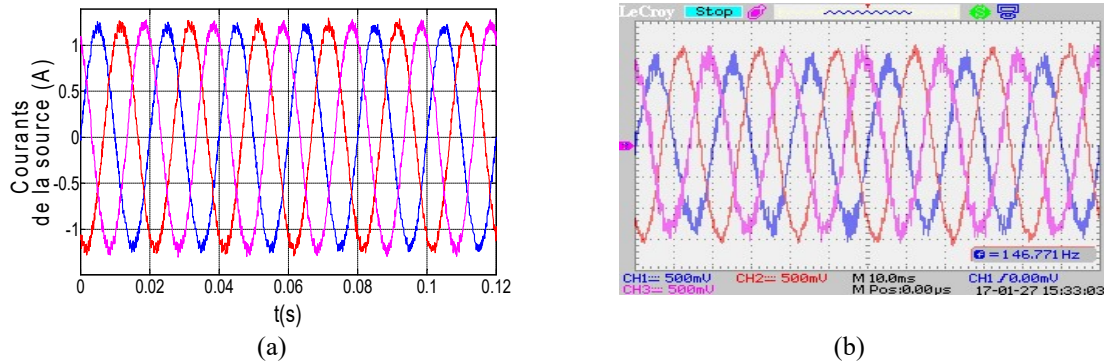 Courants
de la source (A)
1
0.5
0
-0.5
-1
0 0.02 0.04 0.06 0.08 0.1 0.12
t(s)
(a)
LeCroy Stop
CH1 500mV CH2 500mV M 10.0ms CH1 0.00mV
f = 146.771Hz
CH3 500mV M Pos:0.00µs 17-01-27 15:33:03
(b)